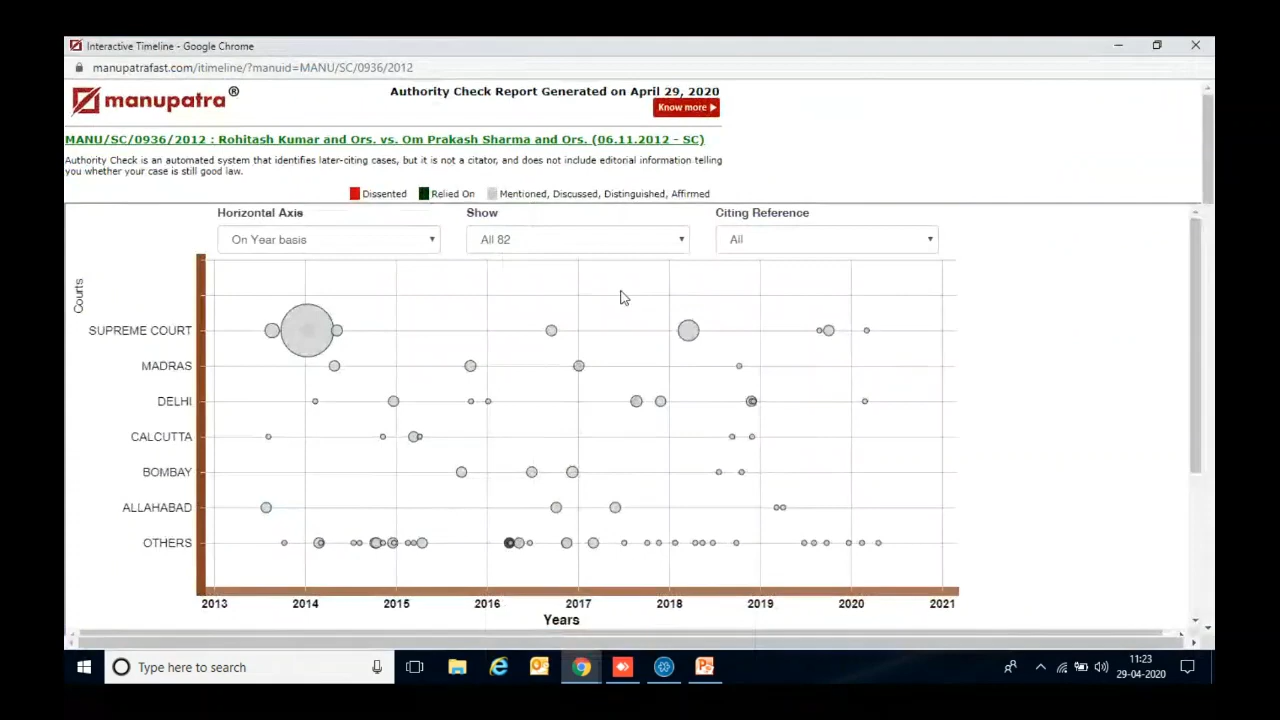 Interactive Timeline - Google Chrome
manupatrafast.com/itimeline/?manuid=MANU/SC/0936/2012
manupatra®
Authority Check Report Generated on April 29, 2020
Know more
MANU/SC/0936/2012 : Rohitash Kumar and Ors. vs. Om Prakash Sharma and Ors. (06.11.2012 - SC)
Authority Check is an automated system that identifies later-citing cases, but it is not a citator, and does not include editorial information telling
you whether your case is still good law.
Dissented Relied On Mentioned, Discussed, Distinguished, Affirmed
Horizontal Axis Show Citing Reference
On Year basis All 82 All
Courts
SUPREME COURT
MADRAS
DELHI
CALCUTTA
BOMBAY
ALLAHABAD
OTHERS
2013 2014 2015 2016 2017 2018 2019 2020 2021
Years
Type here to search
11:23
29-04-2020